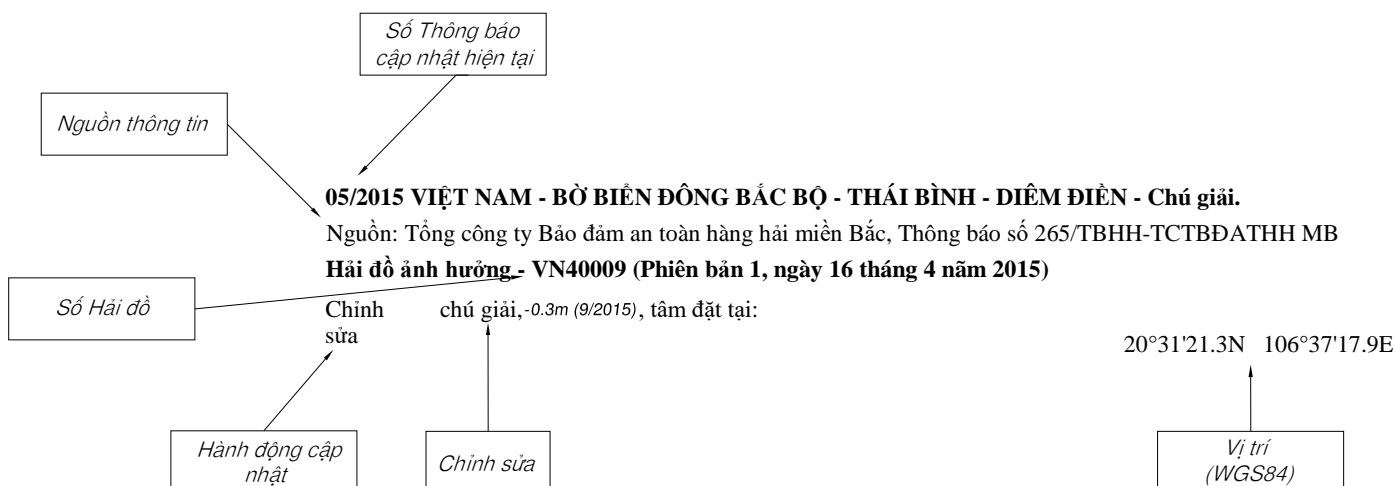 Số Thông báo
cập nhật hiện tại
Nguồn thông tin
05/2015 VIỆT NAM - BỜ BIỂN ĐÔNG BẮC BỘ - THÁI BÌNH - DIÊM ĐIỀN - Chú giải.
Nguồn: Tổng công ty Bảo đảm an toàn hàng hải miền Bắc, Thông báo số 265/TBHH-TCTBĐATHH MB
Hải đồ ảnh hưởng - VN40009 (Phiên bản 1, ngày 16 tháng 4 năm 2015)
Số Hải đồ
Chỉnh sửa chú giải, -0.3m (9/2015), tâm đặt tại:
20°31'21.3N 106°37'17.9E
Hành động cập
nhật
Chỉnh sửa
Vị trí
(WGS84)